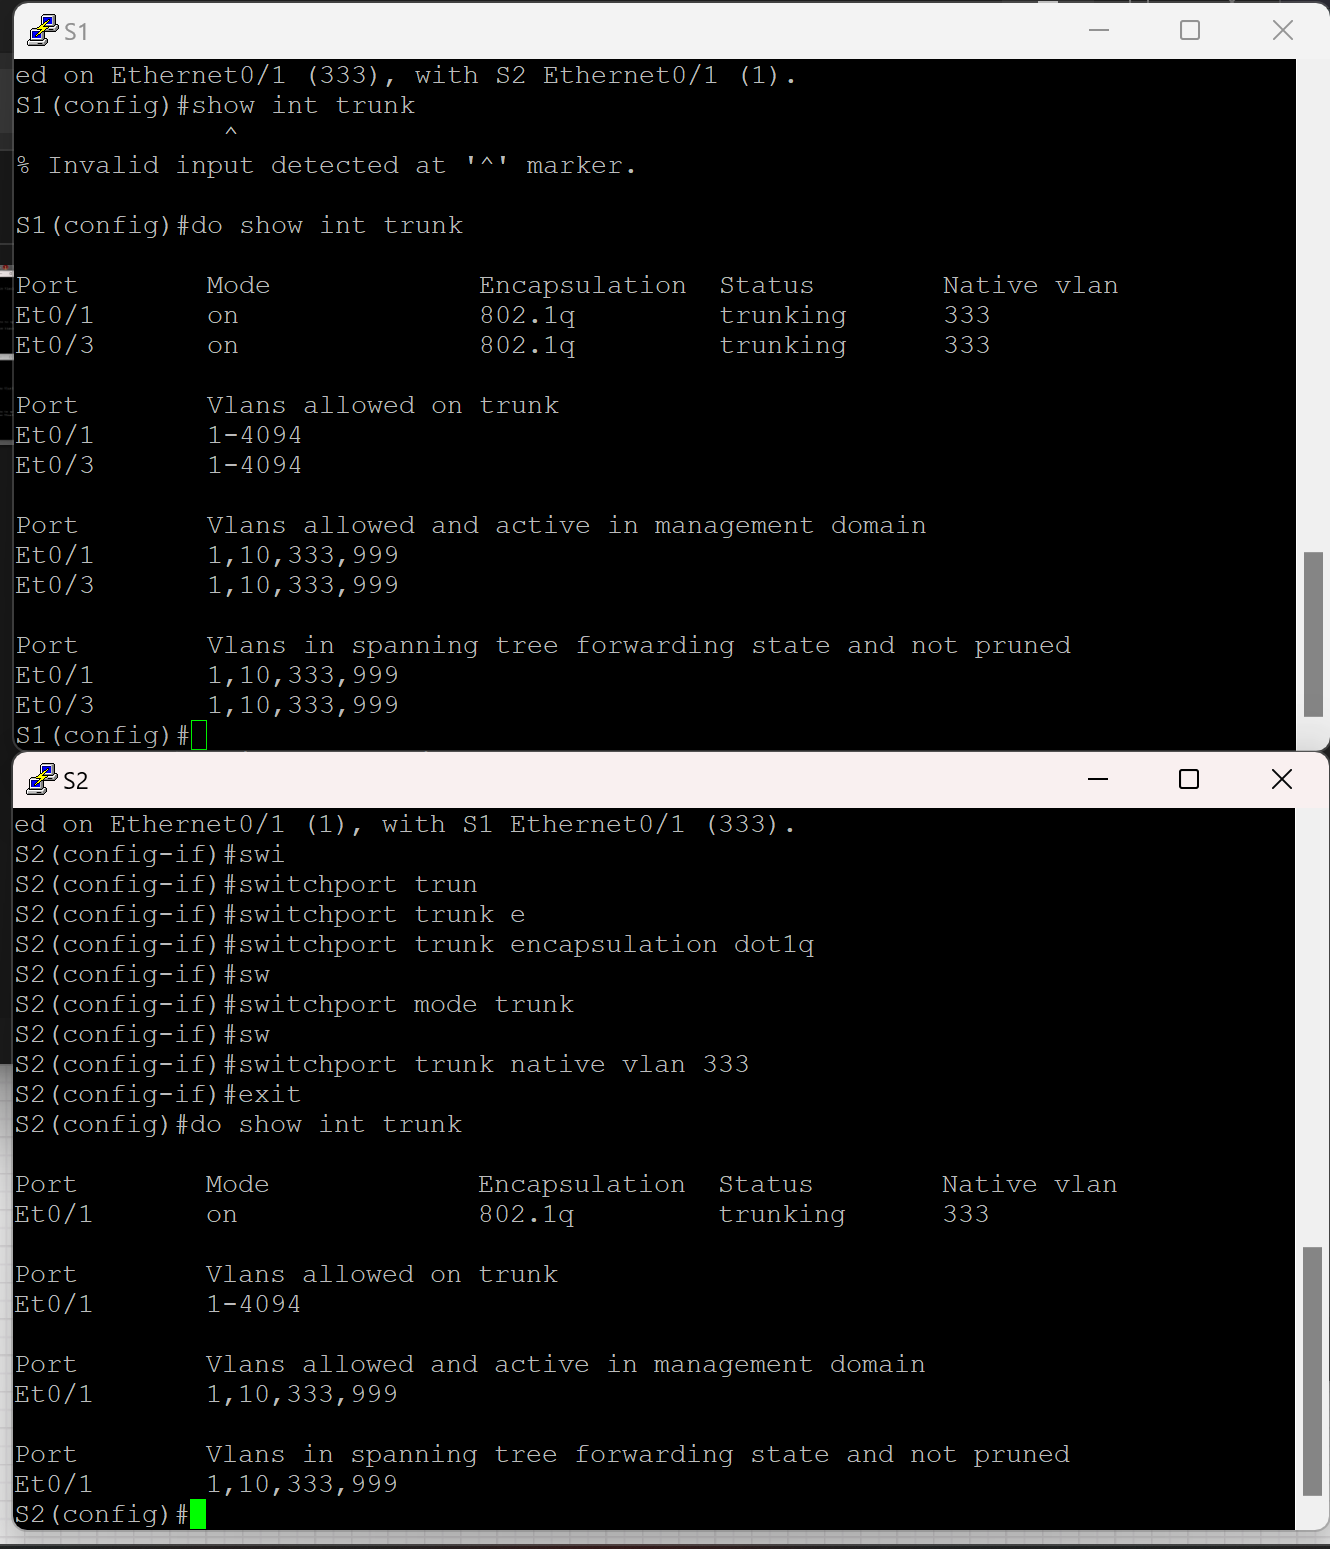 S1
ed on Ethernet0/1 (333), with S2 Ethernet0/1 (1).
S1(config)#show int trunk
^
% Invalid input detected at '^' marker.
S1(config)#do show int trunk
Port Mode Encapsulation Status Native vlan
Et0/1 on 802.1q trunking 333
Et0/3 on 802.1q trunking 333
Port Vlans allowed on trunk
Et0/1 1-4094
Et0/3 1-4094
Port Vlans allowed and active in management domain
Et0/1 1,10,333,999
Et0/3 1,10,333,999
Port Vlans in spanning tree forwarding state and not pruned
Et0/1 1,10,333,999
Et0/3 1,10,333,999
S1(config)#
S2
ed on Ethernet0/1 (1), with S1 Ethernet0/1 (333).
S2(config-if)#swi
S2(config-if)#switchport trun
S2(config-if)#switchport trunk e
S2(config-if)#switchport trunk encapsulation dot1q
S2(config-if)#sw
S2(config-if)#switchport mode trunk
S2(config-if)#sw
S2(config-if)#switchport trunk native vlan 333
S2(config-if)#exit
S2(config)#do show int trunk
Port Mode Encapsulation Status Native vlan
Et0/1 on 802.1q trunking 333
Port Vlans allowed on trunk
Et0/1 1-4094
Port Vlans allowed and active in management domain
Et0/1 1,10,333,999
Port Vlans in spanning tree forwarding state and not pruned
Et0/1 1,10,333,999
S2(config)#